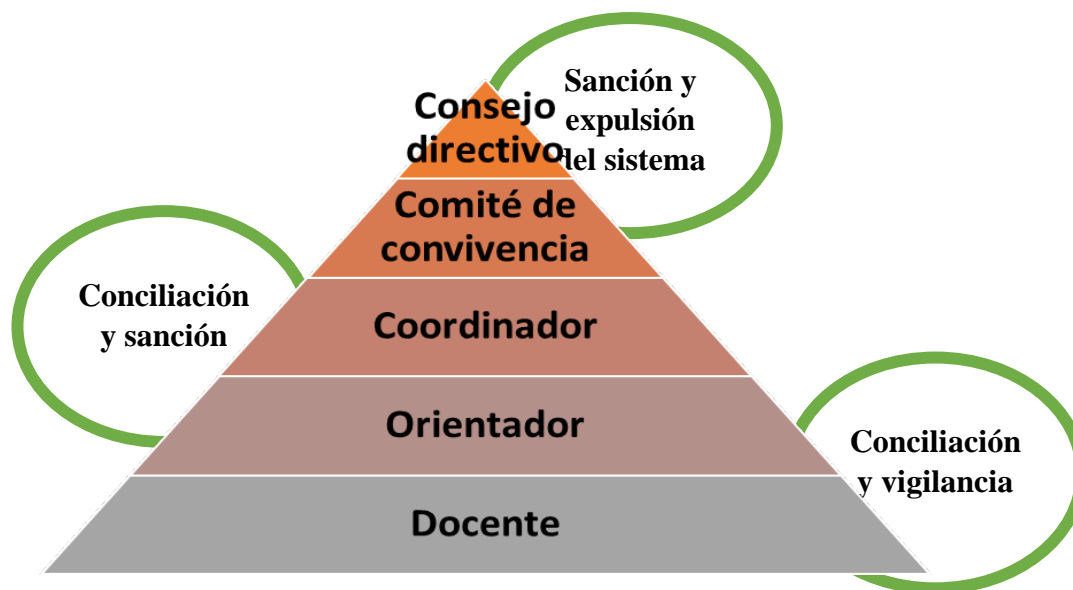 Consejo
directivo
Sanción y
expulsión
del sistema
Comité de
convivencia
Conciliación
y sanción
Coordinador
Orientador
Conciliación
y vigilancia
Docente